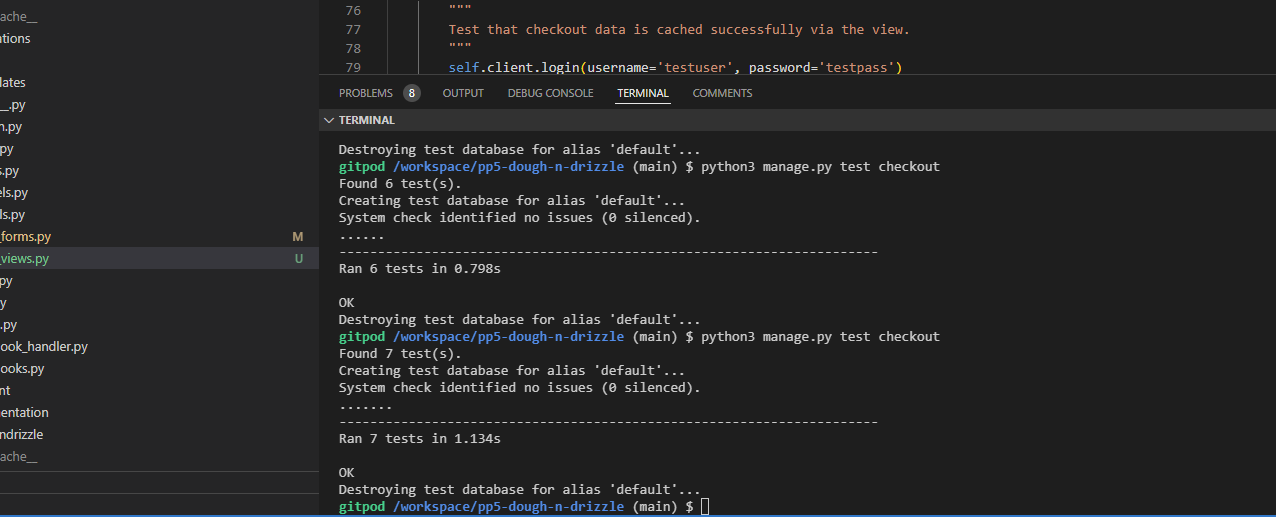 ache__
ntions
lates
__.py
n.py
py
s.py
els.py
ls.py
_forms.py M
_views.py U
py
y
.py
ook_handler.py
ooks.py
nt
entation
ndrizzle
ache__
76 """
77 Test that checkout data is cached successfully via the view.
78 """
79 self.client.login(username='testuser', password='testpass')
PROBLEMS 8 OUTPUT DEBUG CONSOLE TERMINAL COMMENTS
TERMINAL
Destroying test database for alias 'default'...
gitpod /workspace/pp5-dough-n-drizzle (main) $ python3 manage.py test checkout
Found 6 test(s).
Creating test database for alias 'default'...
System check identified no issues (0 silenced).
......
----------------------------------------------------------------------
Ran 6 tests in 0.798s
OK
Destroying test database for alias 'default'...
gitpod /workspace/pp5-dough-n-drizzle (main) $ python3 manage.py test checkout
Found 7 test(s).
Creating test database for alias 'default'...
System check identified no issues (0 silenced).
.......
----------------------------------------------------------------------
Ran 7 tests in 1.134s
OK
Destroying test database for alias 'default'...
gitpod /workspace/pp5-dough-n-drizzle (main) $